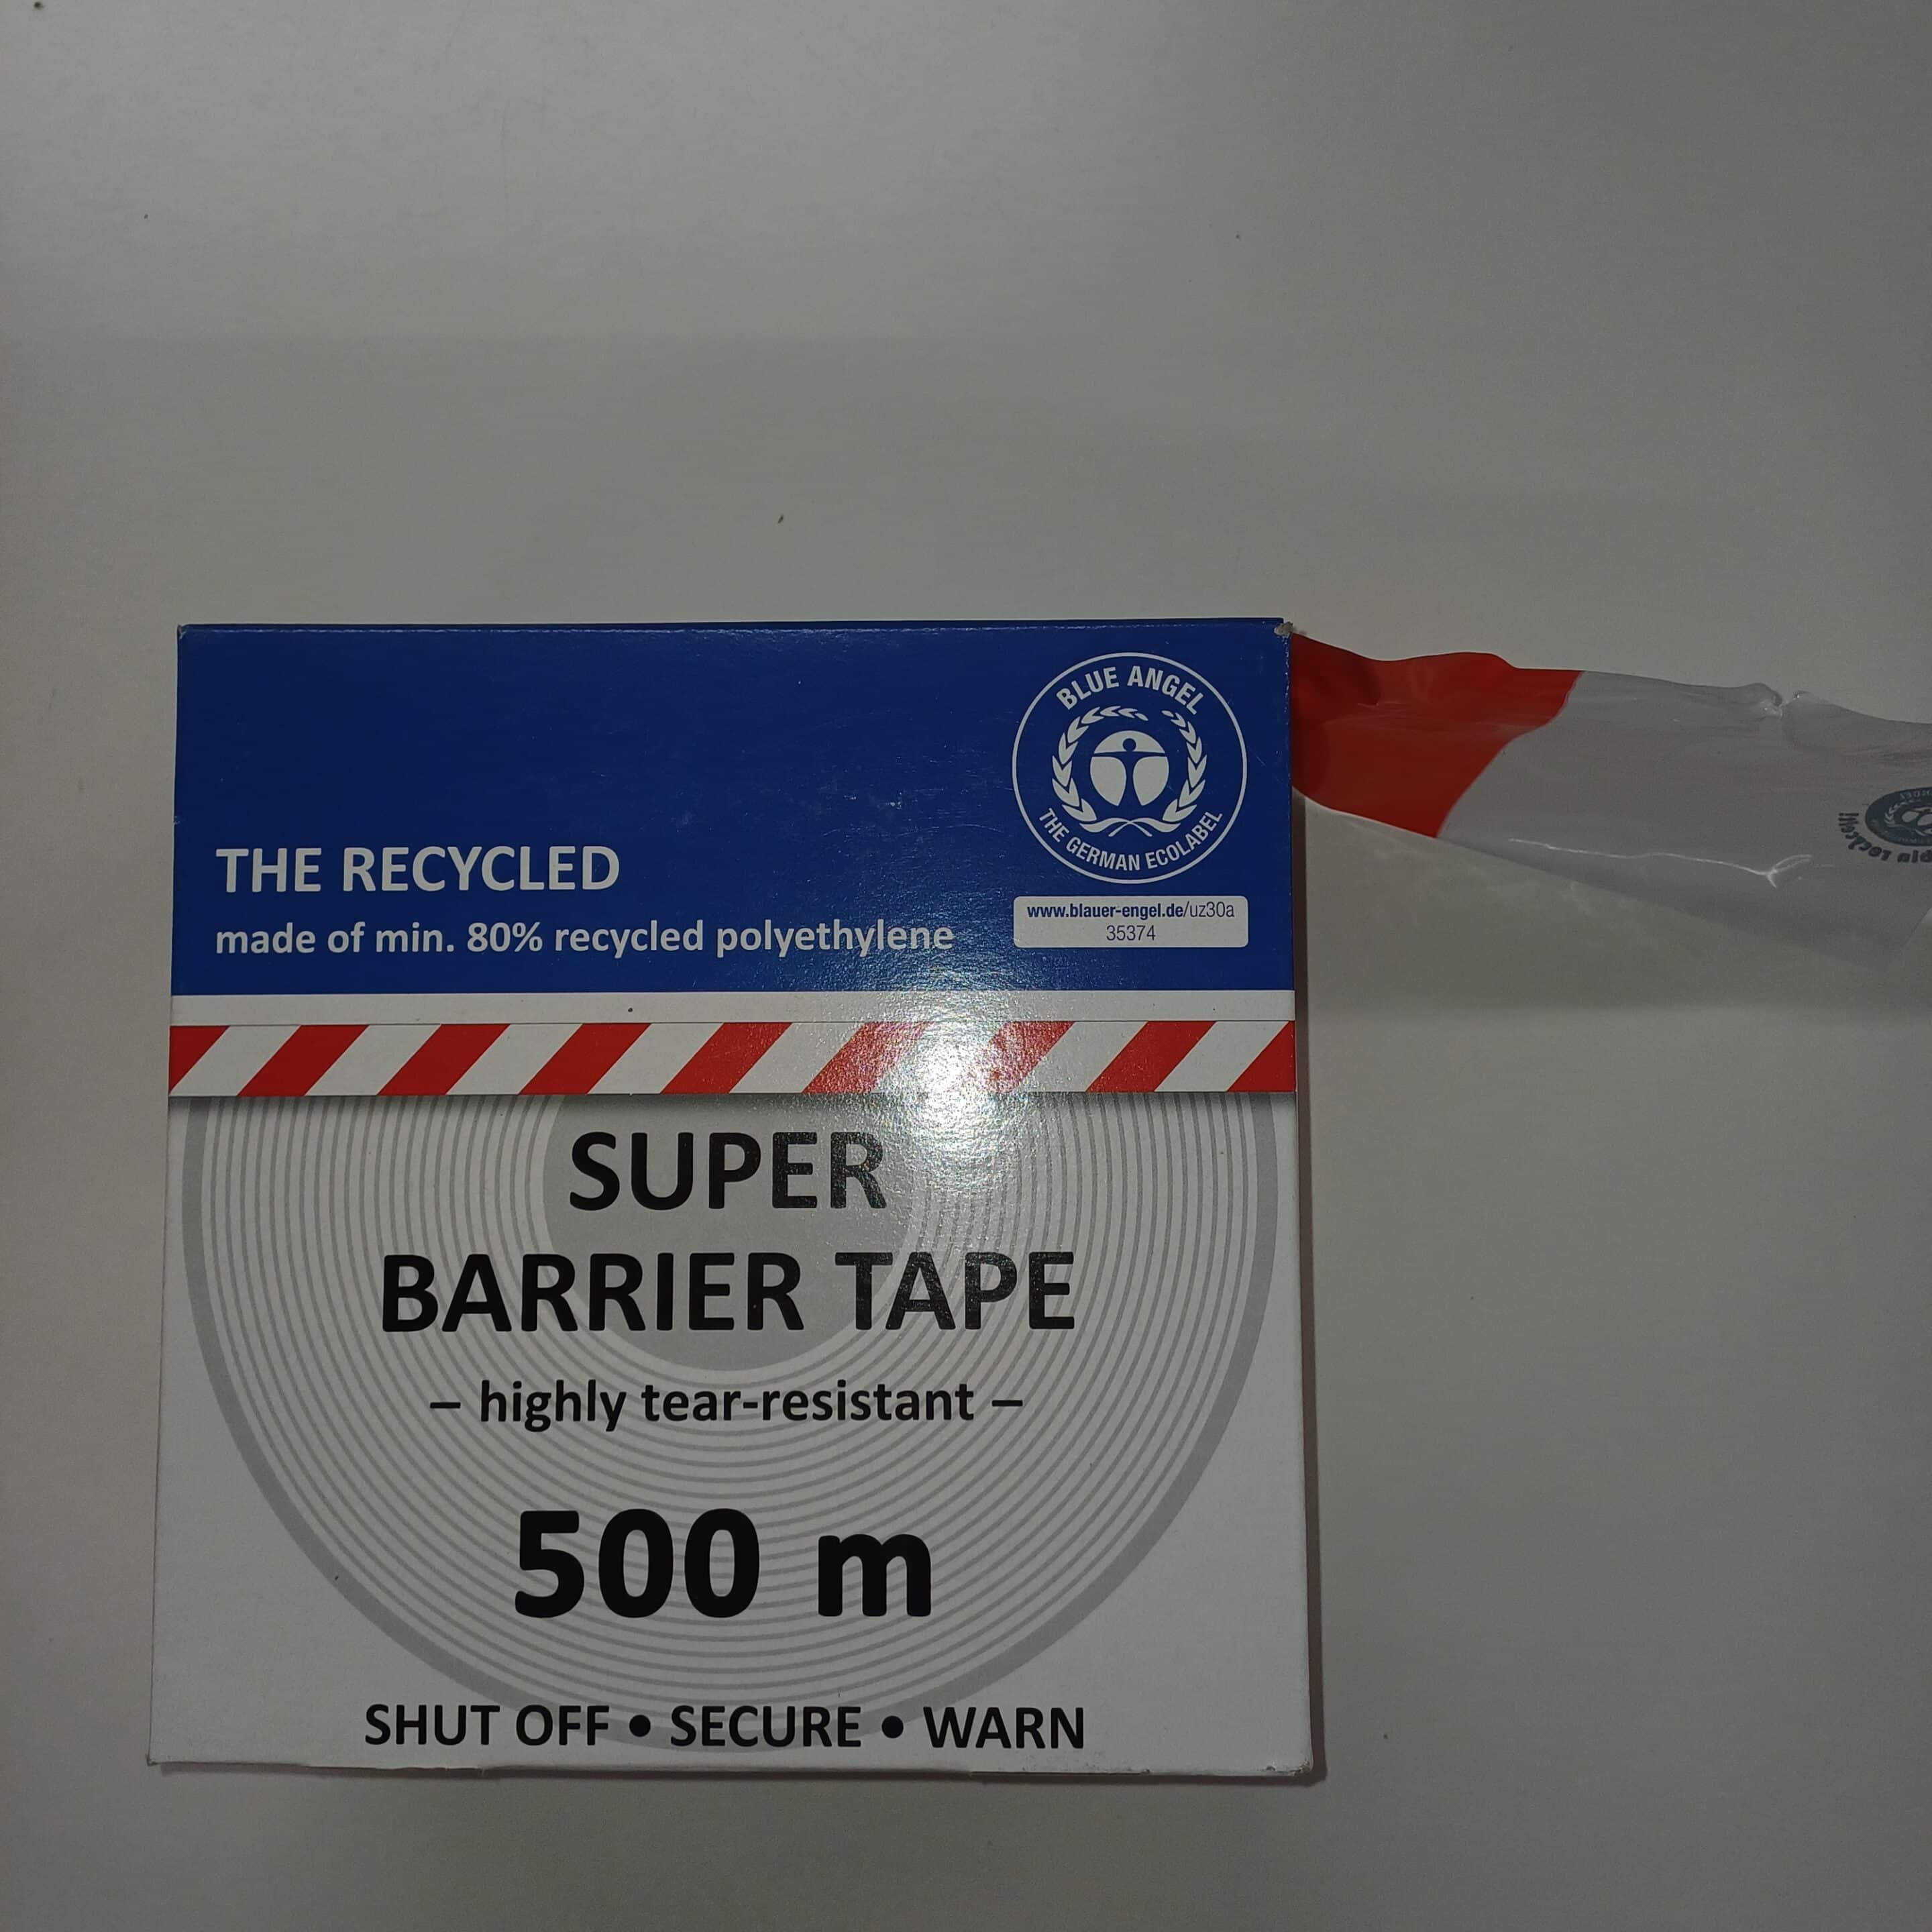 BLUE ANGEL
THE GERMAN ECOLABEL
www.blauer-engel.de/uz30a
35374
THE RECYCLED
made of min. 80% recycled polyethylene
SUPER
BARRIER TAPE
– highly tear-resistant –
500 m
SHUT OFF • SECURE • WARN